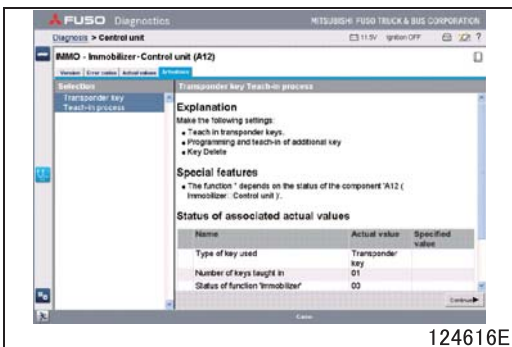 FUSO Diagnostics
MITSUBISHI FUSO TRUCK & BUS CORPORATION
Diagnosis > Control unit
11.5V Ignition OFF
?
IMMO - Immobilizer-Control unit (A12)
Version Error codes Actual values Activations
Selection
Transponder key Teach-in process
Transponder key
Teach-in process
Explanation
Make the following settings:
• Teach in transponder keys.
• Programming and teach-in of additional key
• Key Delete
Special features
• The function '' depends on the status of the component 'A12 (
Immobilizer: Control unit )'.
Status of associated actual values
Name Actual value Specified
value
Type of key used Transponder
key
Number of keys taught in 01
Status of function 'Immobilizer' 00
Continue
124616E